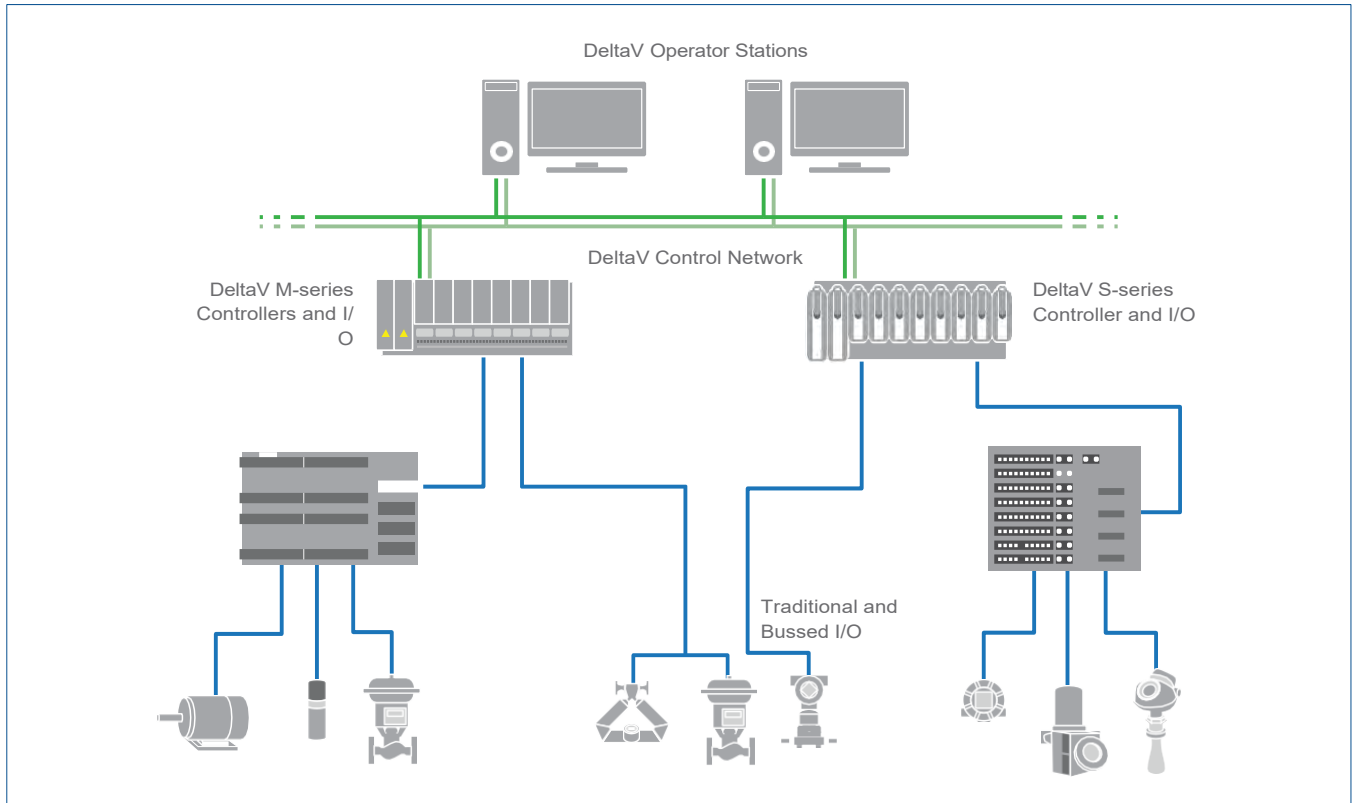 DeltaV Operator Stations
DeltaV Control Network
DeltaV M-series
Controllers and I/
O
DeltaV S-series
Controller and I/O
Traditional and
Bussed I/O